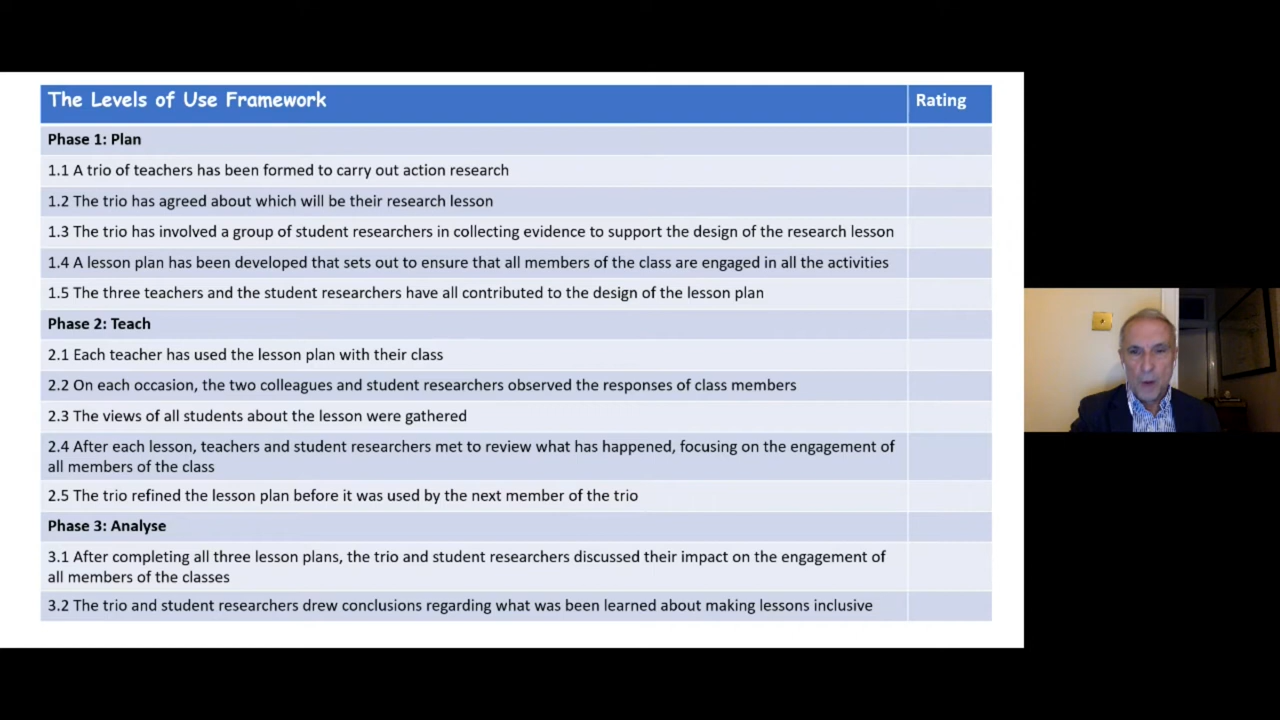 The Levels of Use Framework Rating
Phase 1: Plan
1.1 A trio of teachers has been formed to carry out action research
1.2 The trio has agreed about which will be their research lesson
1.3 The trio has involved a group of student researchers in collecting evidence to support the design of the research lesson
1.4 A lesson plan has been developed that sets out to ensure that all members of the class are engaged in all the activities
1.5 The three teachers and the student researchers have all contributed to the design of the lesson plan
Phase 2: Teach
2.1 Each teacher has used the lesson plan with their class
2.2 On each occasion, the two colleagues and student researchers observed the responses of class members
2.3 The views of all students about the lesson were gathered
2.4 After each lesson, teachers and student researchers met to review what has happened, focusing on the engagement of
all members of the class
2.5 The trio refined the lesson plan before it was used by the next member of the trio
Phase 3: Analyse
3.1 After completing all three lesson plans, the trio and student researchers discussed their impact on the engagement of
all members of the classes
3.2 The trio and student researchers drew conclusions regarding what was been learned about making lessons inclusive